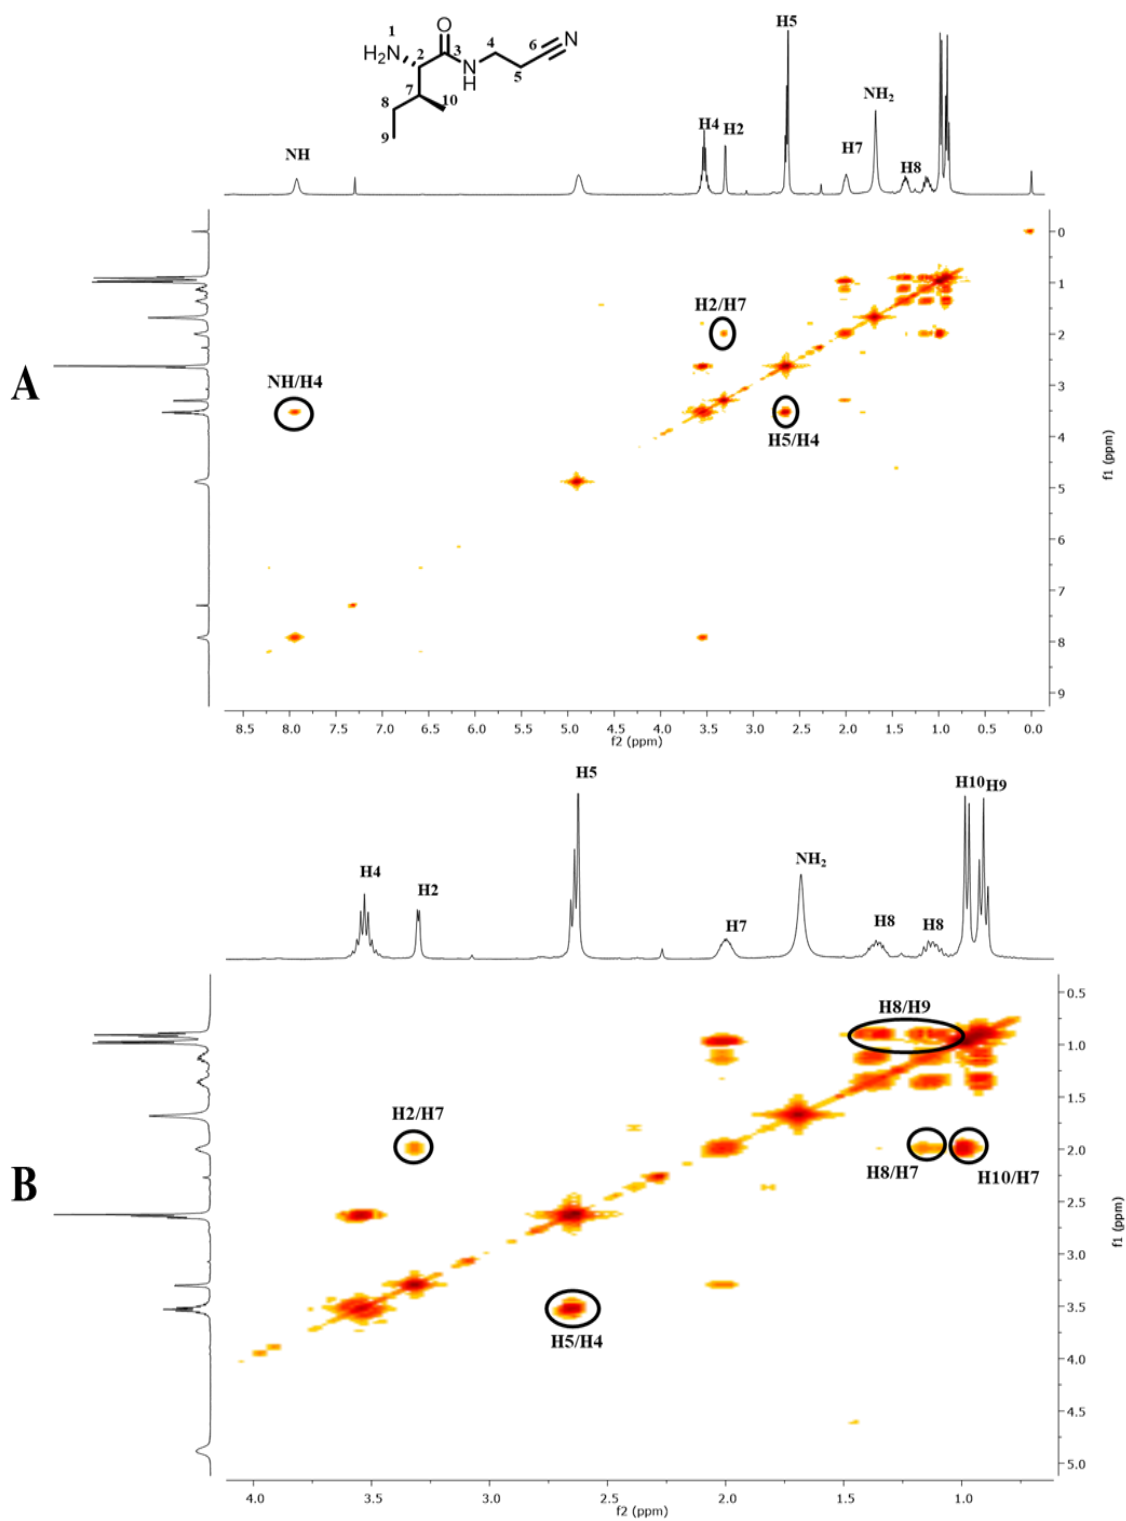 O
1
H₂N
2
3
N
H
4
6
N
5
7
8
10
9
H5
NH₂
H4
H2
H7
H8
NH
A
H2/H7
NH/H4
H5/H4
0
1
2
3
4
5
6
7
8
9
f1 (ppm)
8.5 8.0 7.5 7.0 6.5 6.0 5.5 5.0 4.5 4.0 3.5 3.0 2.5 2.0 1.5 1.0 0.5 0.0
f2 (ppm)
H5
H10 H9
NH₂
H4
H2
H7
H8
H8
B
H8/H9
H2/H7
H8/H7
H10/H7
H5/H4
0.5
1.0
1.5
2.0
2.5
3.0
3.5
4.0
4.5
5.0
f1 (ppm)
4.0 3.5 3.0 2.5 2.0 1.5 1.0
f2 (ppm)